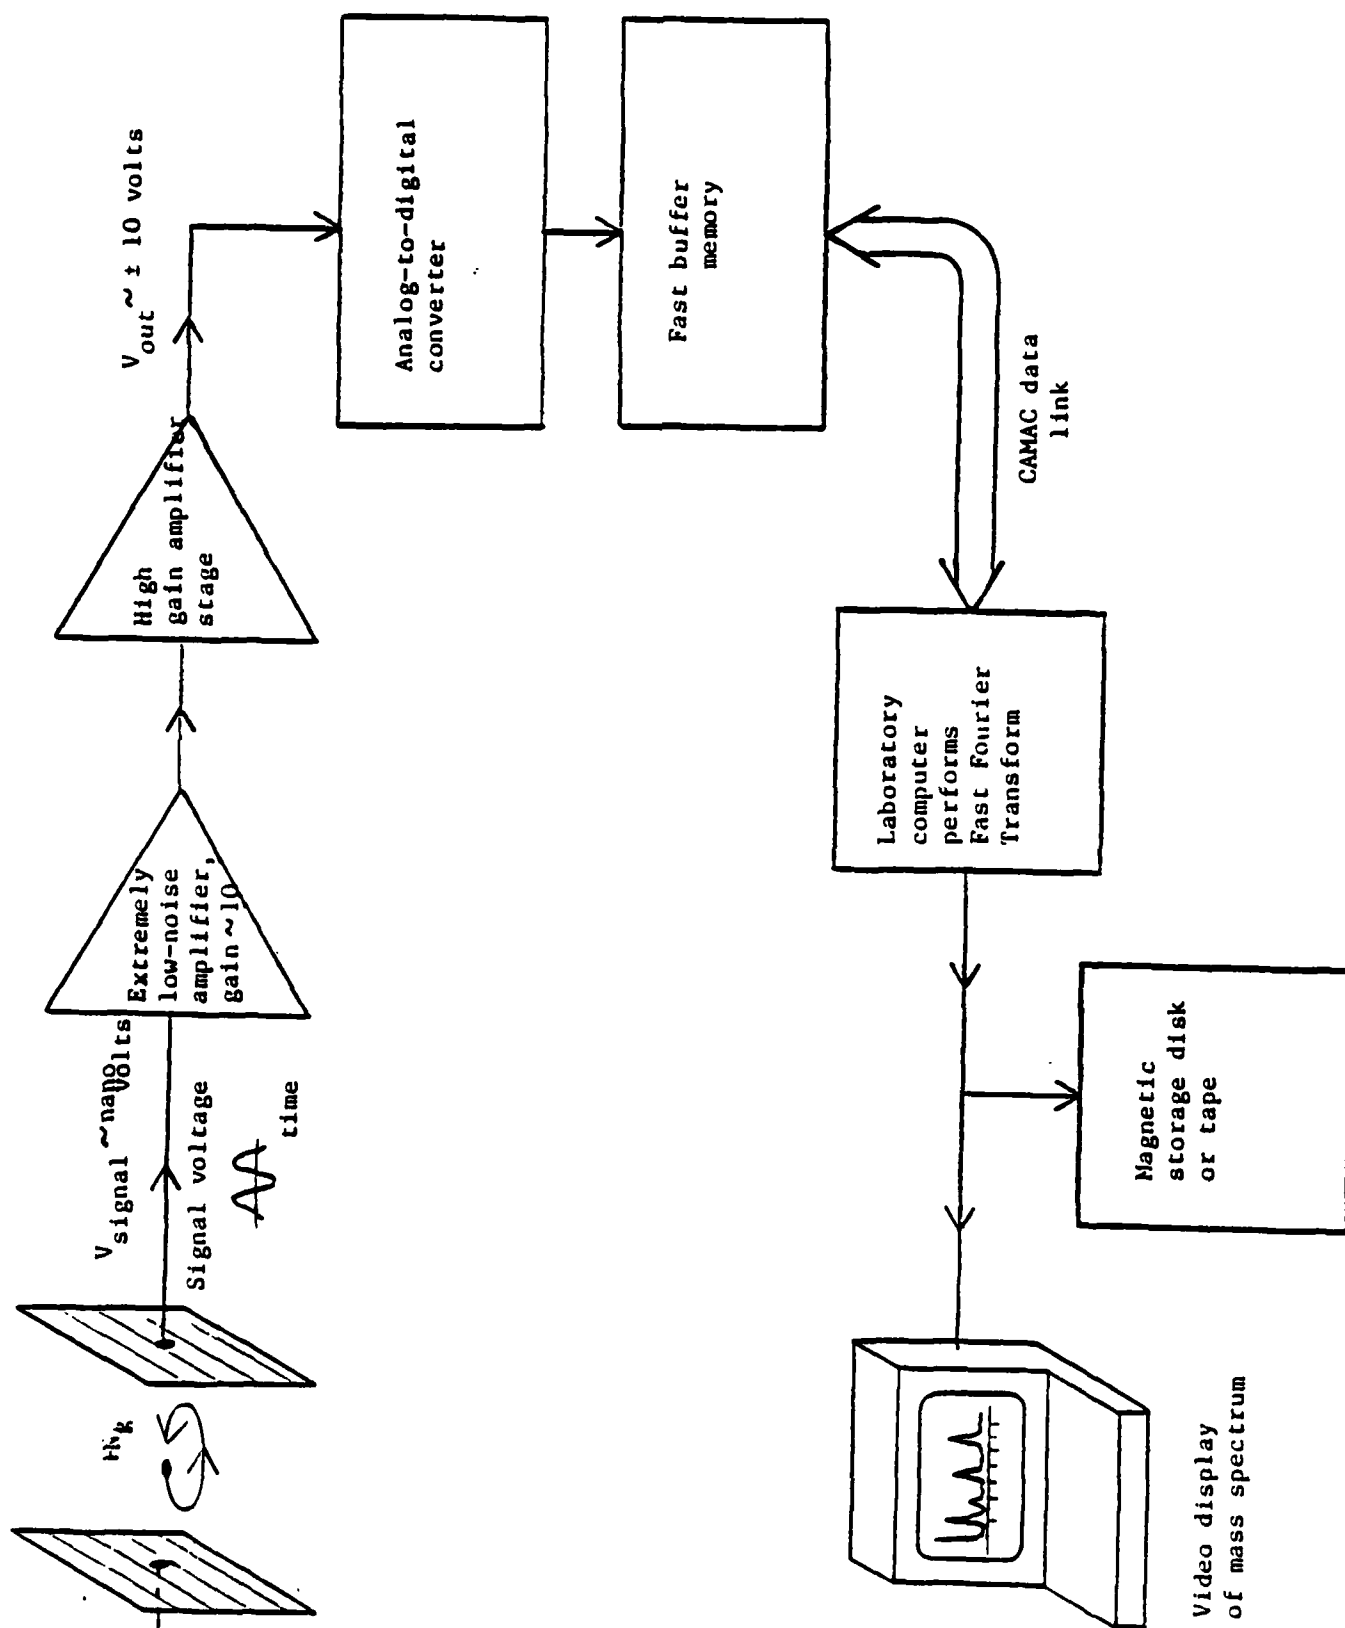 V_signal ~ nano
volts
Signal voltage
time
Extremely
low-noise
amplifier,
gain ~ 10
High
gain amplifier
stage
V_out ~ ± 10 volts
Analog-to-digital
converter
Fast buffer
memory
CAMAC data
link
Laboratory
computer
performs
Fast Fourier
Transform
Magnetic
storage disk
or tape
Video display
of mass spectrum